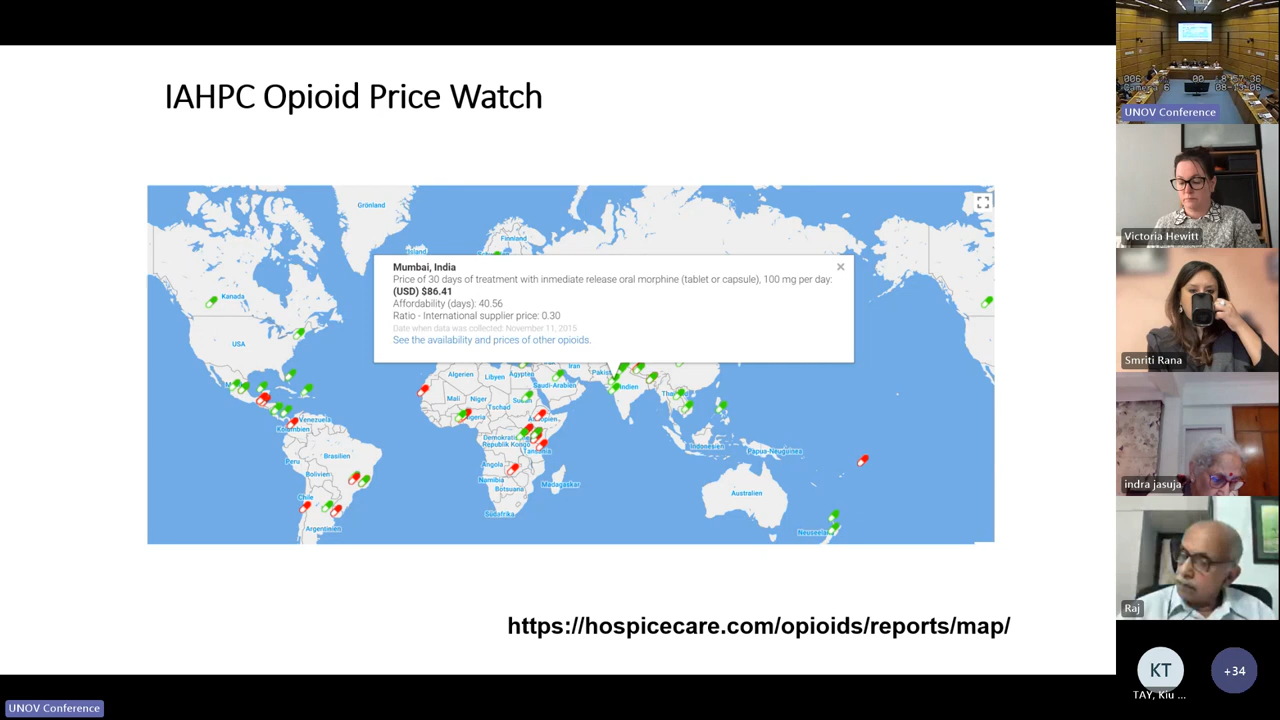 IAHPC Opioid Price Watch
Grönland
Finnland
Island
Kanada
USA
Mumbai, India
Price of 30 days of treatment with inmediate release oral morphine (tablet or capsule), 100 mg per day:
(USD) $86.41
Affordability (days): 40.56
Ratio - International supplier price: 0.30
Date when data was collected: November 11, 2015
See the availability and prices of other opioids.
Algerien
Libyen
Ägypten
Iran
Saudi-Arabien
Indien
Mali
Niger
Tschad
Venezuela
Peru
Brasilien
Bolivien
Chile
Argentinien
Demokratische
Republik Kongo
Tansania
Angola
Namibia
Botsuana
Madagaskar
Südafrika
Indonesien
Papua-Neuguinea
Australien
https://hospicecare.com/opioids/reports/map/
UNOV Conference
UNOV Conference
Victoria Hewitt
Smriti Rana
indra jasuja
Raj
KT
TAY, Kiu ...
+34